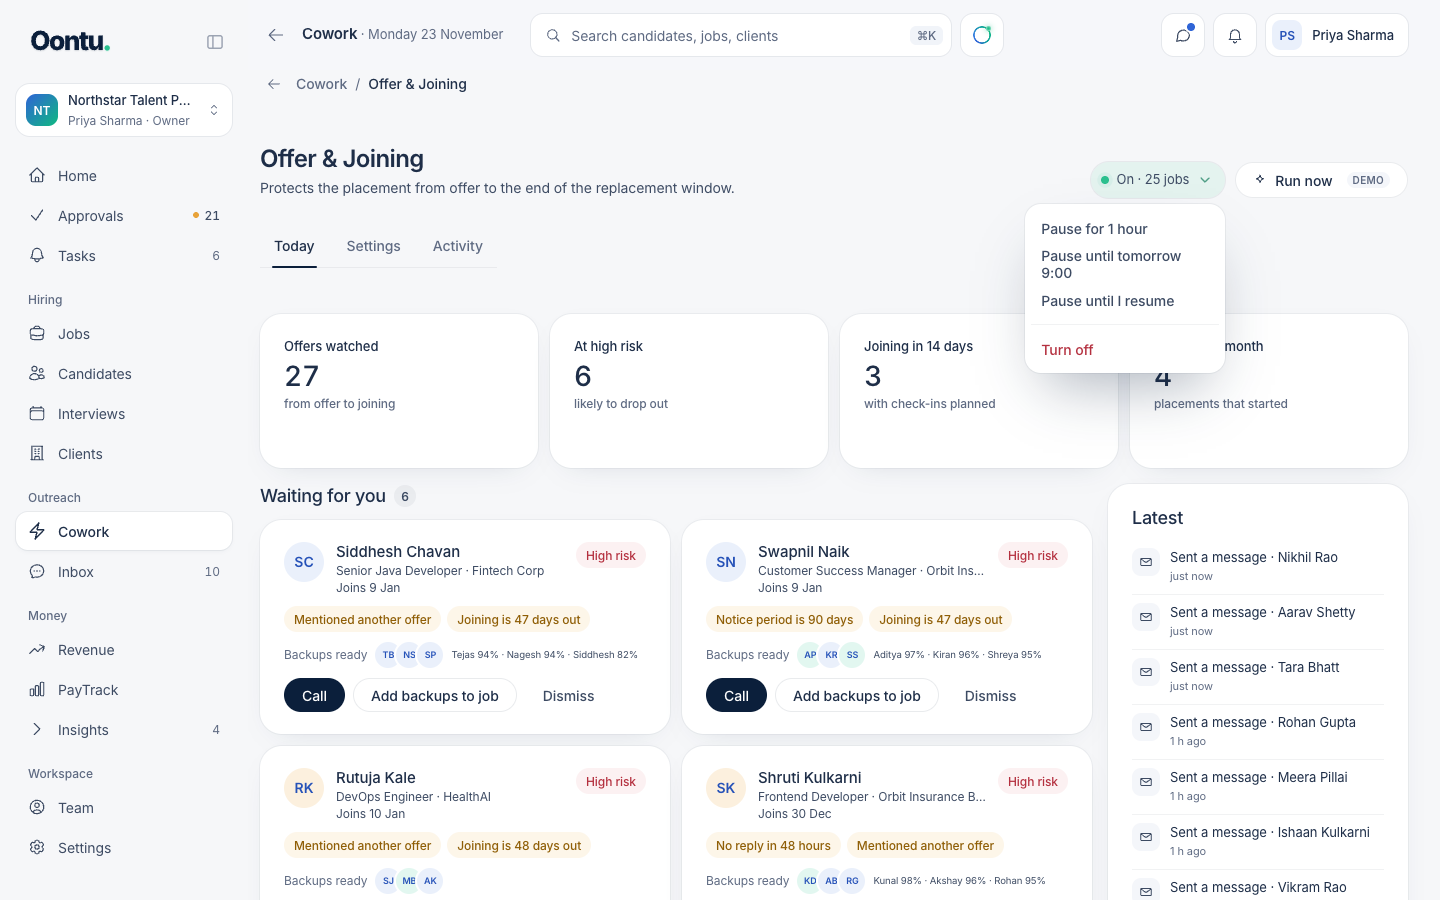 Oontu.
Cowork · Monday 23 November
Search candidates, jobs, clients
⌘K
PS
Priya Sharma
NT
Northstar Talent P...
Priya Sharma · Owner
Home
Approvals
21
Tasks
6
Hiring
Jobs
Candidates
Interviews
Clients
Outreach
Cowork
Inbox
10
Money
Revenue
PayTrack
Insights
4
Workspace
Team
Settings
Cowork / Offer & Joining
Offer & Joining
Protects the placement from offer to the end of the replacement window.
On · 25 jobs
Run now
DEMO
Pause for 1 hour
Pause until tomorrow
9:00
Pause until I resume
Turn off
Today
Settings
Activity
Offers watched
27
from offer to joining
At high risk
6
likely to drop out
Joining in 14 days
3
with check-ins planned
month
4
placements that started
Waiting for you
6
SC
Siddhesh Chavan
High risk
Senior Java Developer · Fintech Corp
Joins 9 Jan
Mentioned another offer
Joining is 47 days out
Backups ready
TB
NS
SP
Tejas 94% · Nagesh 94% · Siddhesh 82%
Call
Add backups to job
Dismiss
SN
Swapnil Naik
High risk
Customer Success Manager · Orbit Ins...
Joins 9 Jan
Notice period is 90 days
Joining is 47 days out
Backups ready
AP
KR
SS
Aditya 97% · Kiran 96% · Shreya 95%
Call
Add backups to job
Dismiss
RK
Rutuja Kale
High risk
DevOps Engineer · HealthAI
Joins 10 Jan
Mentioned another offer
Joining is 48 days out
Backups ready
SJ
MB
AK
SK
Shruti Kulkarni
High risk
Frontend Developer · Orbit Insurance B...
Joins 30 Dec
No reply in 48 hours
Mentioned another offer
Backups ready
KD
AB
RG
Kunal 98% · Akshay 96% · Rohan 95%
Latest
Sent a message · Nikhil Rao
just now
Sent a message · Aarav Shetty
just now
Sent a message · Tara Bhatt
just now
Sent a message · Rohan Gupta
1 h ago
Sent a message · Meera Pillai
1 h ago
Sent a message · Ishaan Kulkarni
1 h ago
Sent a message · Vikram Rao